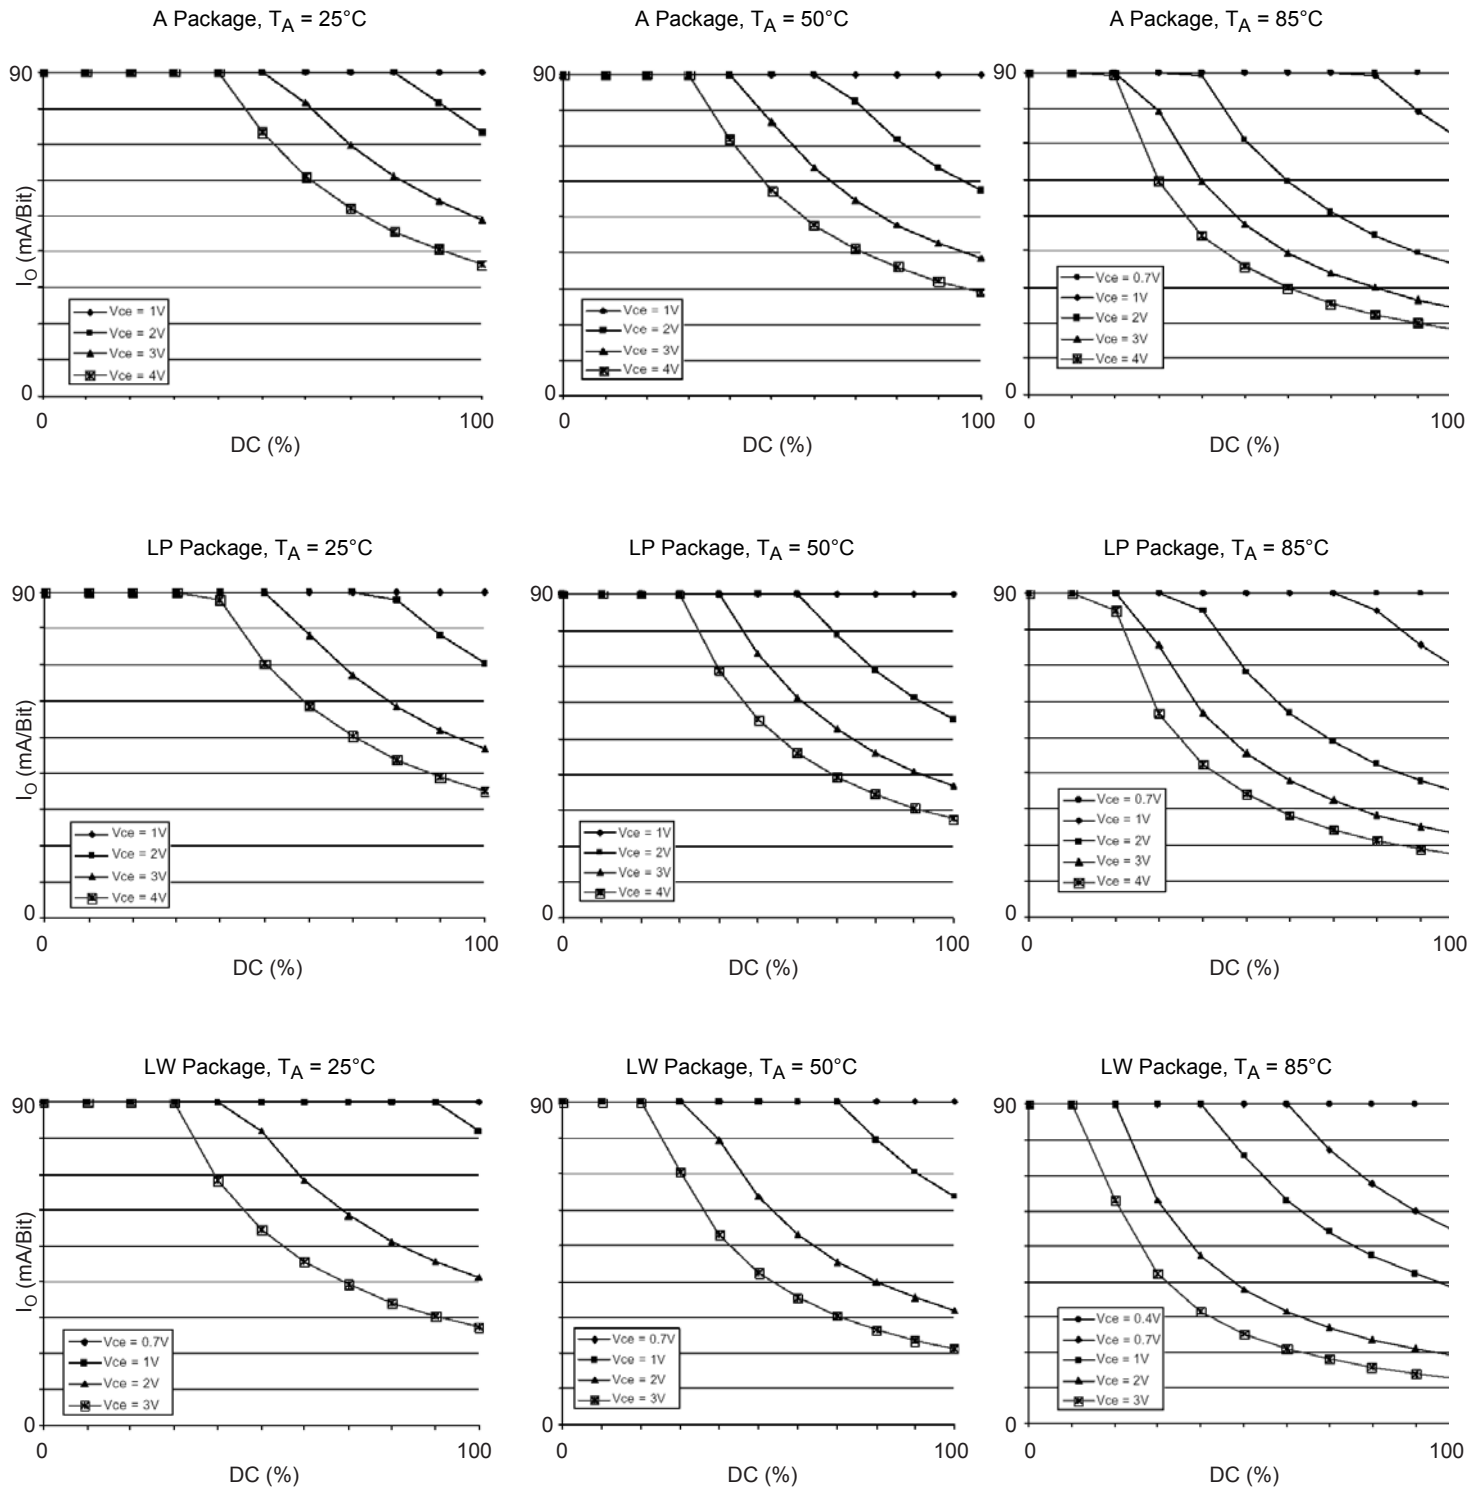 A Package, TA = 25°C
90
IO (mA/Bit)
Vce = 1V
Vce = 2V
Vce = 3V
Vce = 4V
0
0 100
DC (%)
A Package, TA = 50°C
90
Vce = 1V
Vce = 2V
Vce = 3V
Vce = 4V
0
0 100
DC (%)
A Package, TA = 85°C
90
Vce = 0.7V
Vce = 1V
Vce = 2V
Vce = 3V
Vce = 4V
0
0 100
DC (%)
LP Package, TA = 25°C
90
IO (mA/Bit)
Vce = 1V
Vce = 2V
Vce = 3V
Vce = 4V
0
0 100
DC (%)
LP Package, TA = 50°C
90
Vce = 1V
Vce = 2V
Vce = 3V
Vce = 4V
0
0 100
DC (%)
LP Package, TA = 85°C
90
Vce = 0.7V
Vce = 1V
Vce = 2V
Vce = 3V
Vce = 4V
0
0 100
DC (%)
LW Package, TA = 25°C
90
IO (mA/Bit)
Vce = 0.7V
Vce = 1V
Vce = 2V
Vce = 3V
0
0 100
DC (%)
LW Package, TA = 50°C
90
Vce = 0.7V
Vce = 1V
Vce = 2V
Vce = 3V
0
0 100
DC (%)
LW Package, TA = 85°C
90
Vce = 0.4V
Vce = 0.7V
Vce = 1V
Vce = 2V
Vce = 3V
0
0 100
DC (%)